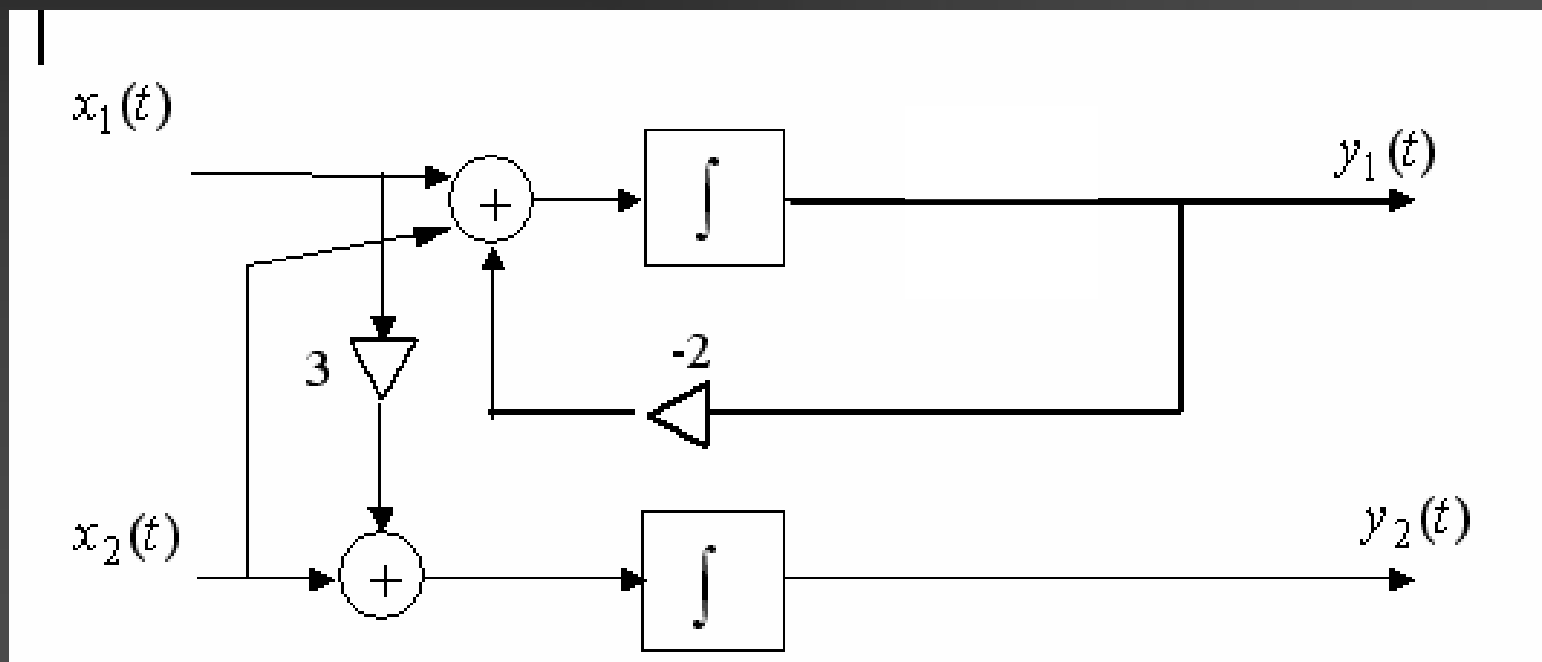 x₁(t)
y₁(t)
+
∫
-2
3
x₂(t)
y₂(t)
+
∫